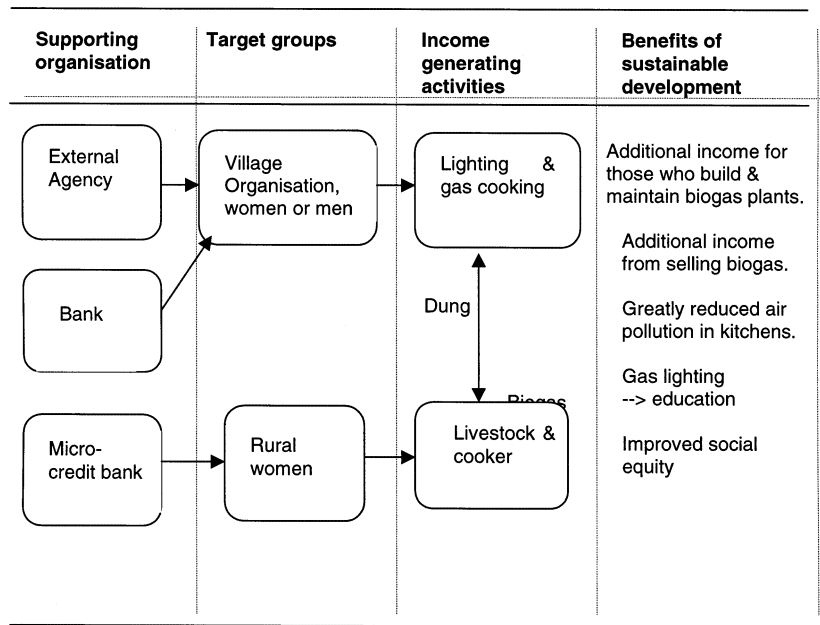 Supporting
organisation
Target groups
Income
generating
activities
Benefits of
sustainable
development
External
Agency
Village
Organisation,
women or men
Lighting &
gas cooking
Additional income for
those who build &
maintain biogas plants.
Bank
Dung
Additional income
from selling biogas.
Greatly reduced air
pollution in kitchens.
Gas lighting
--> education
Biogas
Micro-
credit bank
Rural
women
Livestock &
cooker
Improved social
equity